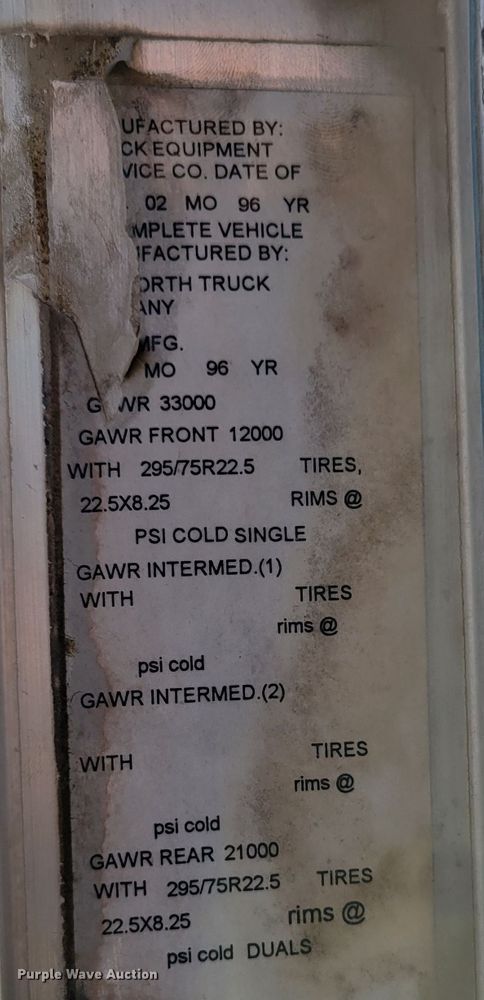 UFACTURED BY:
CK EQUIPMENT
VICE CO. DATE OF
. 02 MO 96 YR
MPLETE VEHICLE
IFACTURED BY:
ORTH TRUCK
ANY
MFG.
MO 96 YR
G WR 33000
GAWR FRONT 12000
WITH 295/75R22.5 TIRES,
22.5X8.25 RIMS @
PSI COLD SINGLE
GAWR INTERMED.(1)
WITH TIRES
rims @
psi cold
GAWR INTERMED.(2)
WITH TIRES
rims @
psi cold
GAWR REAR 21000
WITH 295/75R22.5 TIRES
22.5X8.25 rims @
psi cold DUALS
Purple Wave Auction